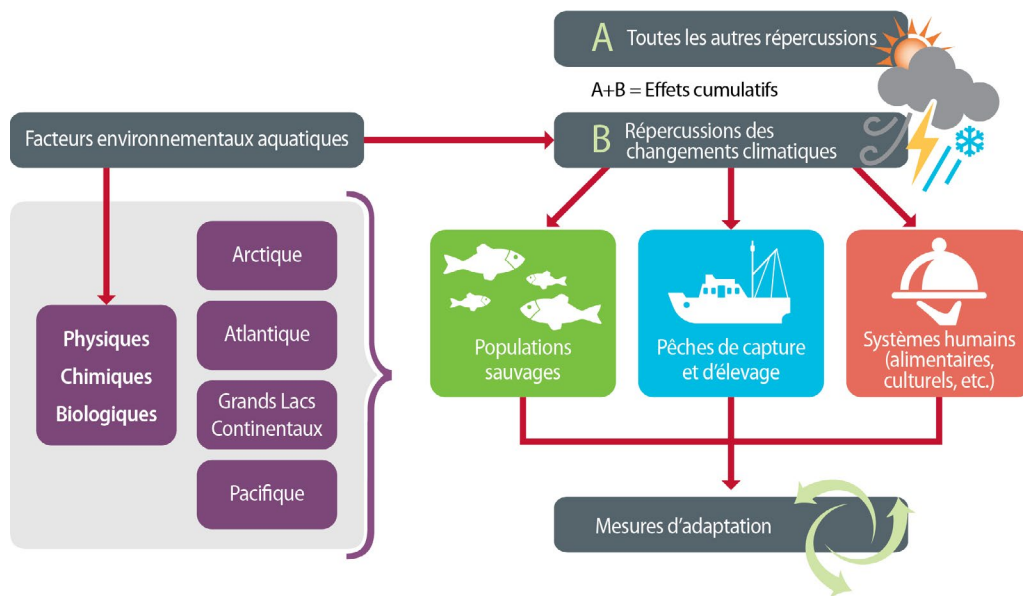 A Toutes les autres répercussions
A+B = Effets cumulatifs
Facteurs environnementaux aquatiques
B Répercussions des
changements climatiques
Physiques
Chimiques
Biologiques
Arctique
Atlantique
Grands Lacs
Continentaux
Pacifique
Populations
sauvages
Pêches de capture
et d'élevage
Systèmes humains
(alimentaires,
culturels, etc.)
Mesures d'adaptation